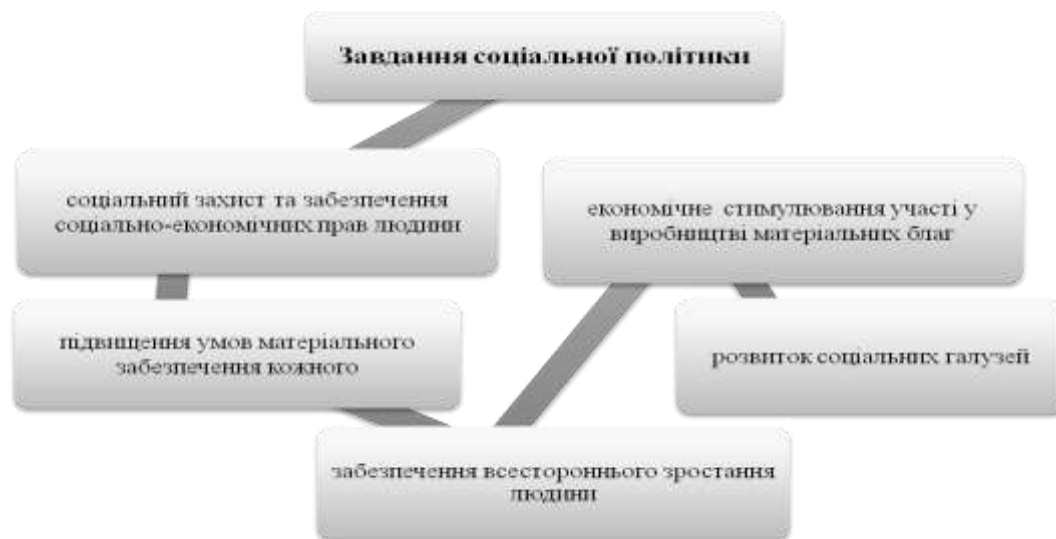 Завдання соціальної політики
соціальний захист та забезпечення
соціально-економічних прав людини
економічне стимулювання участі у
виробництві матеріальних благ
підвищення умов матеріального
забезпечення кожного
розвиток соціальних галузей
забезпечення всестороннього зростання
людини